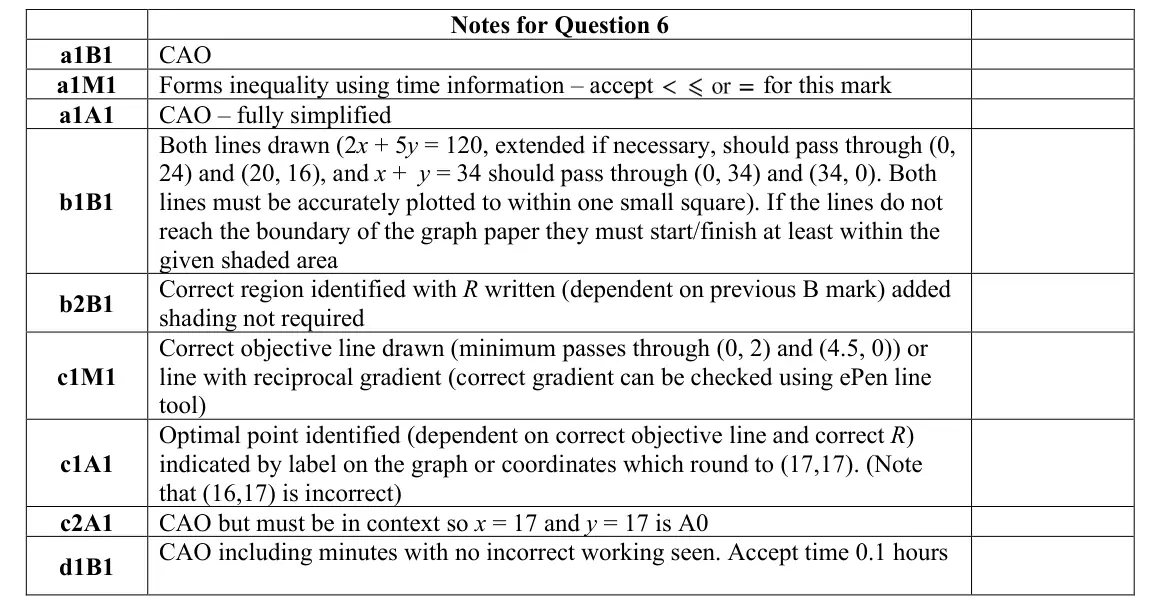 Notes for Question 6
a1B1 CAO
a1M1 Forms inequality using time information – accept < ⩽ or = for this mark
a1A1 CAO – fully simplified
b1B1 Both lines drawn (2x + 5y = 120, extended if necessary, should pass through (0,
24) and (20, 16), and x + y = 34 should pass through (0, 34) and (34, 0). Both
lines must be accurately plotted to within one small square). If the lines do not
reach the boundary of the graph paper they must start/finish at least within the
given shaded area
b2B1 Correct region identified with R written (dependent on previous B mark) added
shading not required
c1M1 Correct objective line drawn (minimum passes through (0, 2) and (4.5, 0)) or
line with reciprocal gradient (correct gradient can be checked using ePen line
tool)
c1A1 Optimal point identified (dependent on correct objective line and correct R)
indicated by label on the graph or coordinates which round to (17,17). (Note
that (16,17) is incorrect)
c2A1 CAO but must be in context so x = 17 and y = 17 is A0
d1B1 CAO including minutes with no incorrect working seen. Accept time 0.1 hours